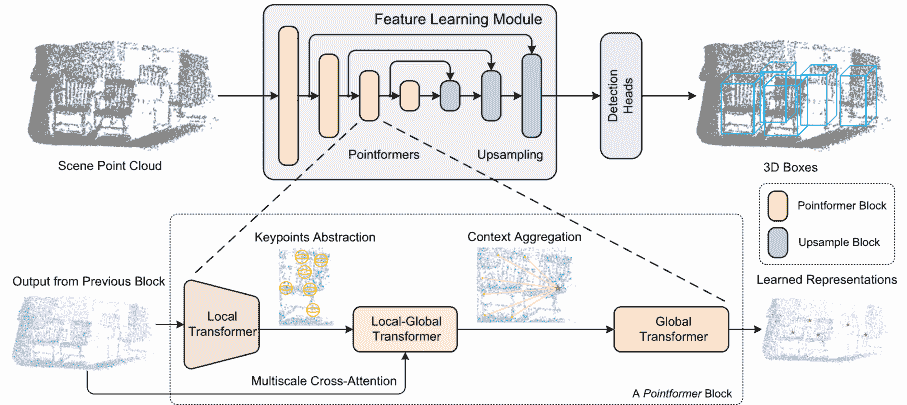 Feature Learning Module
Scene Point Cloud
Pointformers
Upsampling
Detection
Heads
3D Boxes
Pointformer Block
Upsample Block
Keypoints Abstraction
Context Aggregation
Output from Previous Block
Learned Representations
Local
Transformer
Local-Global
Transformer
Global
Transformer
Multiscale Cross-Attention
A Pointformer Block